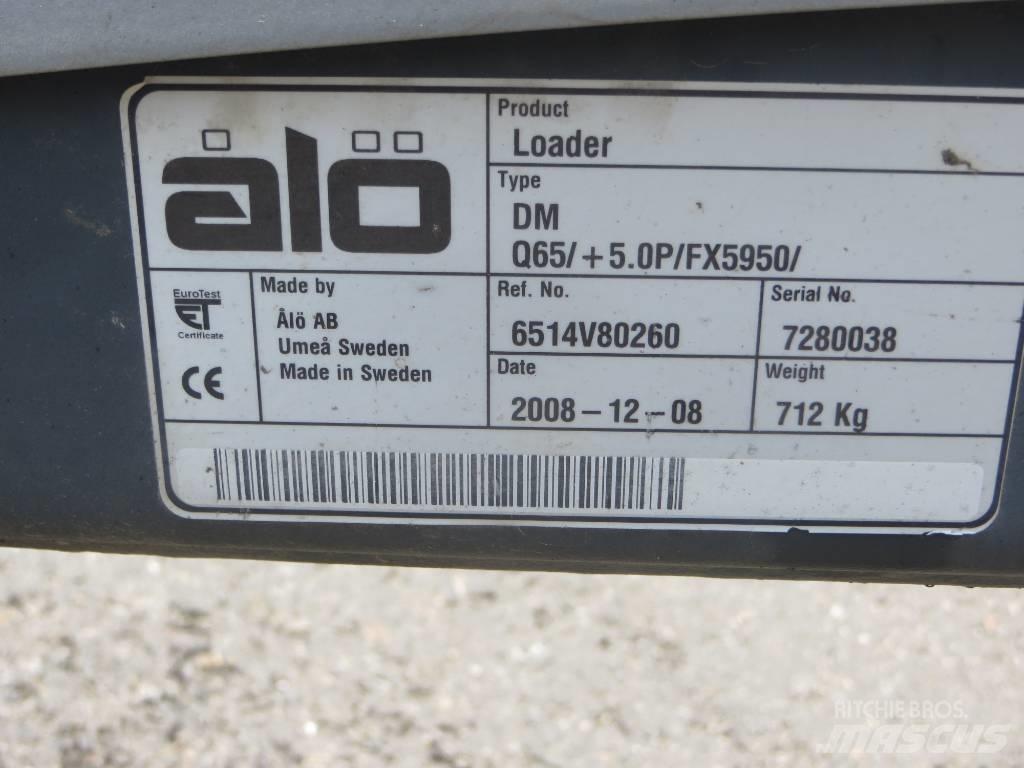 älö
Product
Loader
Type
DM
Q65/+5.0P/FX5950/
EuroTest
ET
Certificate
CE
Made by
Ålö AB
Umeå Sweden
Made in Sweden
Ref. No.
6514V80260
Serial No.
7280038
Date
2008-12-08
Weight
712 Kg
RITCHIE BROS.
MASCUS